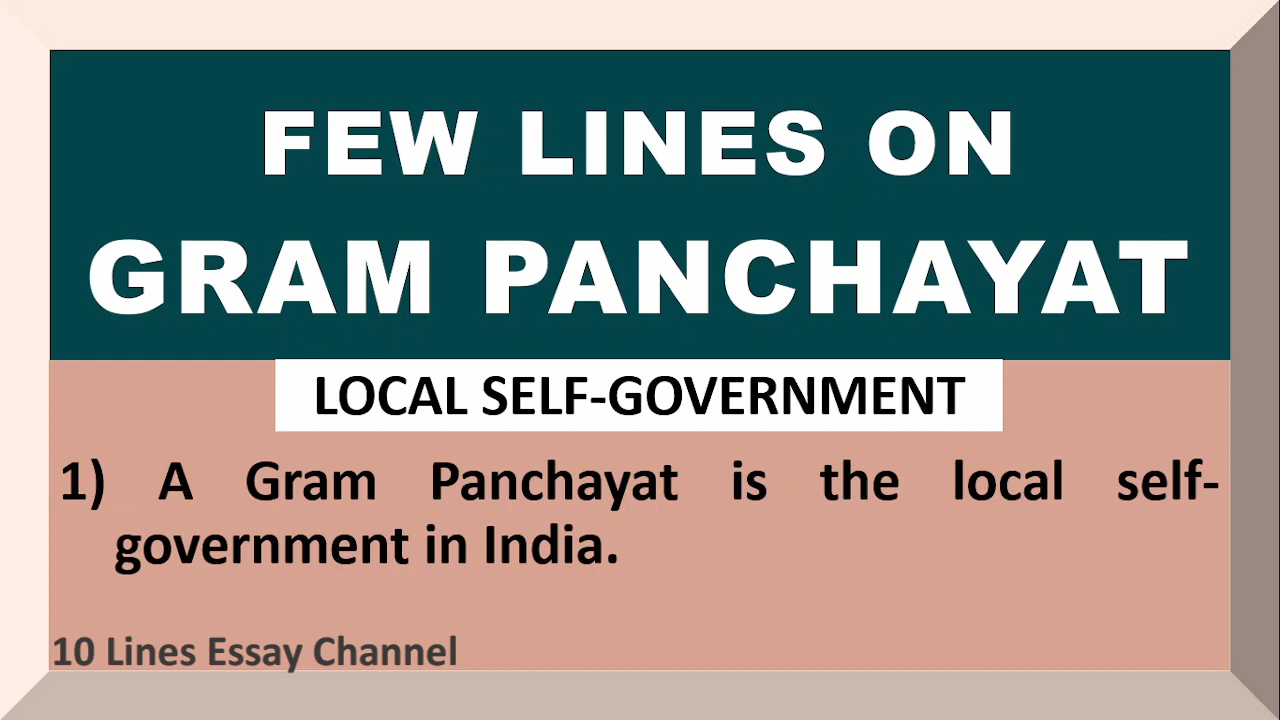 FEW LINES ON
GRAM PANCHAYAT
LOCAL SELF-GOVERNMENT
1) A Gram Panchayat is the local self-
government in India.
10 Lines Essay Channel